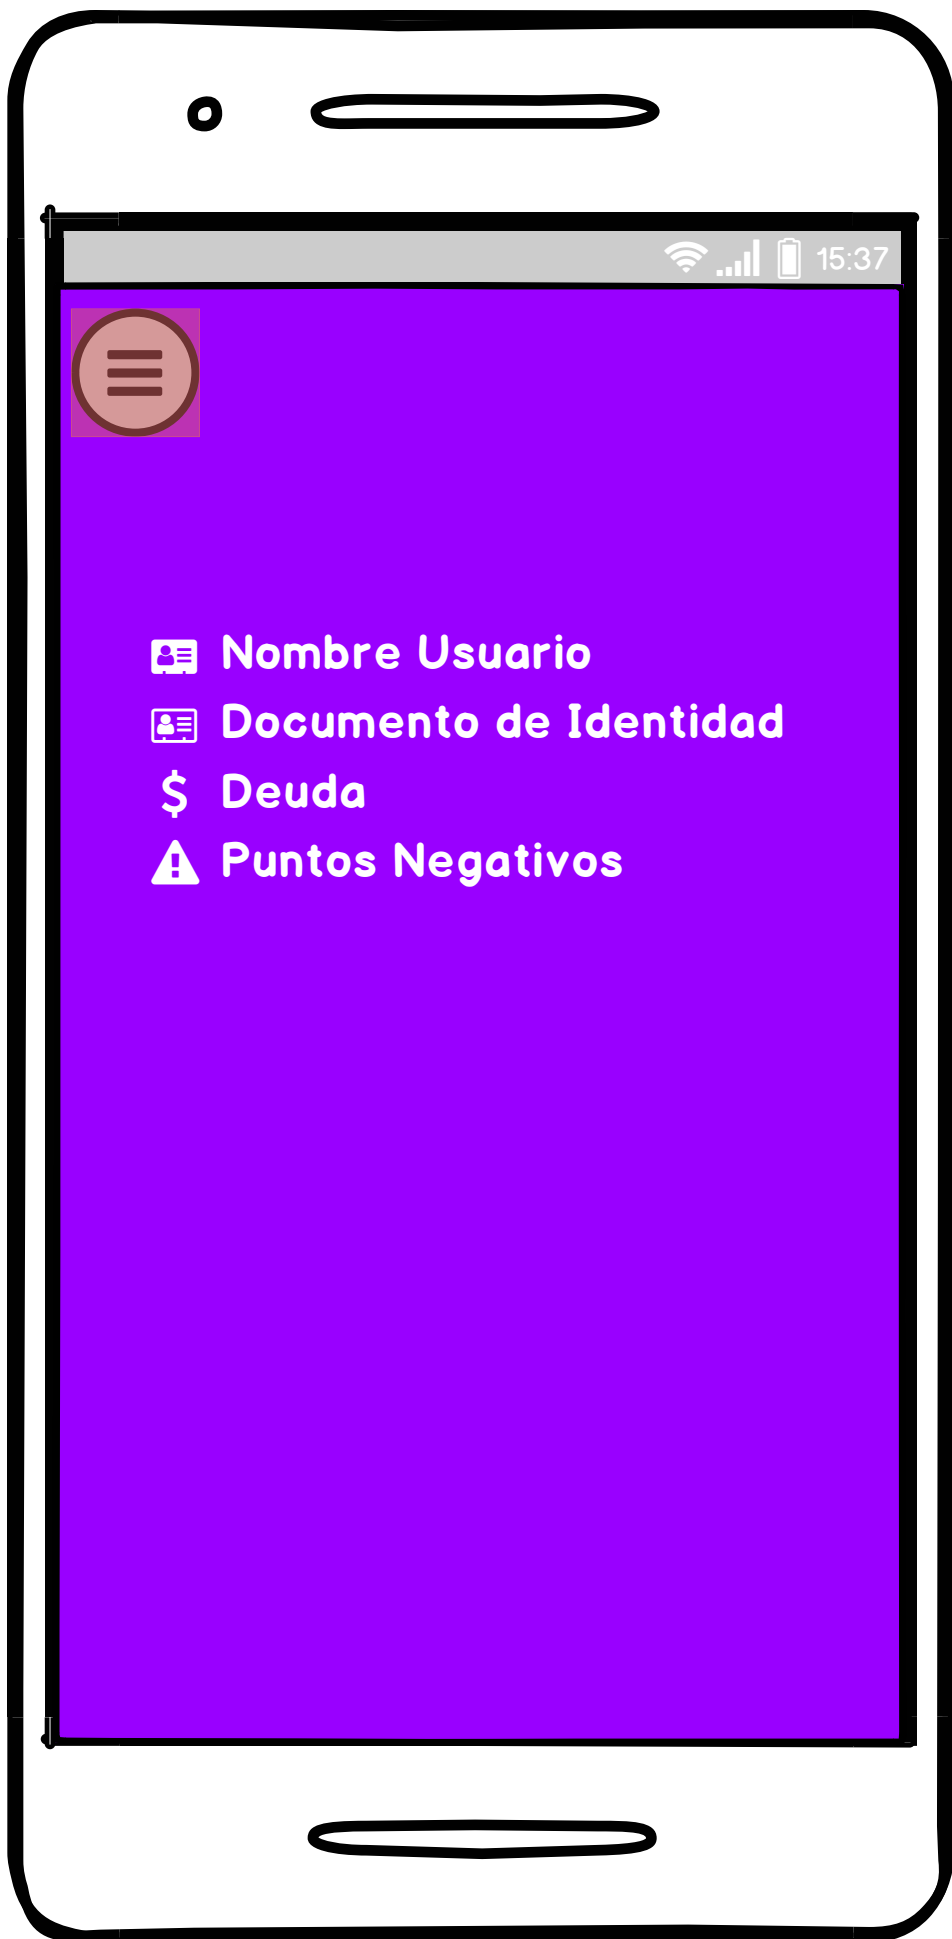 15:37
Nombre Usuario
Documento de Identidad
$ Deuda
Puntos Negativos